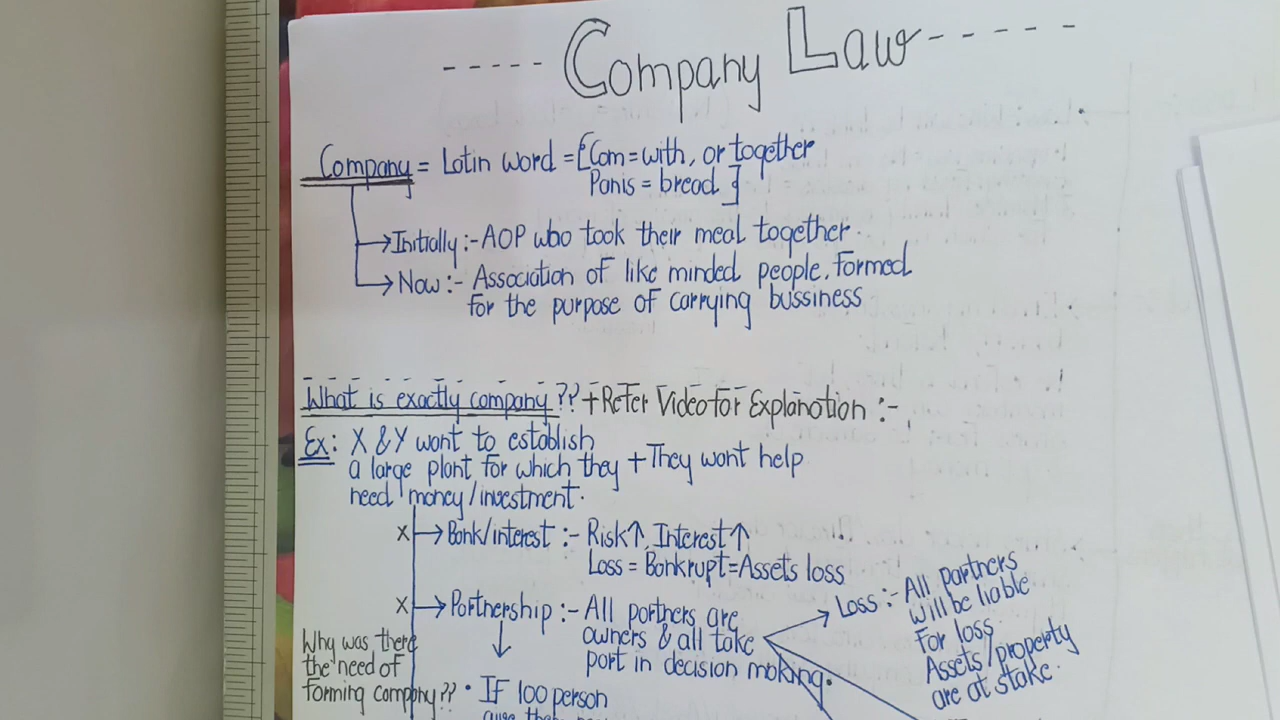 ----- Company Law -----
Company = Latin word = [Com = with, or together
Panis = bread]
→ Initially :- AOP who took their meal together.
→ Now :- Association of like minded people, formed
for the purpose of carrying bussiness
What is exactly company ?? + Refer Video for Explanation :-
Ex: X & Y want to establish
a large plant for which they + They wont help
need money/investment.
X → Bank/interest :- Risk↑, Interest↑
Loss = Bankrupt = Assets loss
X → Partnership :- All partners are
owners & all take
part in decision making.
Loss :- All partners
will be liable
for loss
Assets/property
are at stake.
Why was there
the need of
forming company??
• IF 100 person